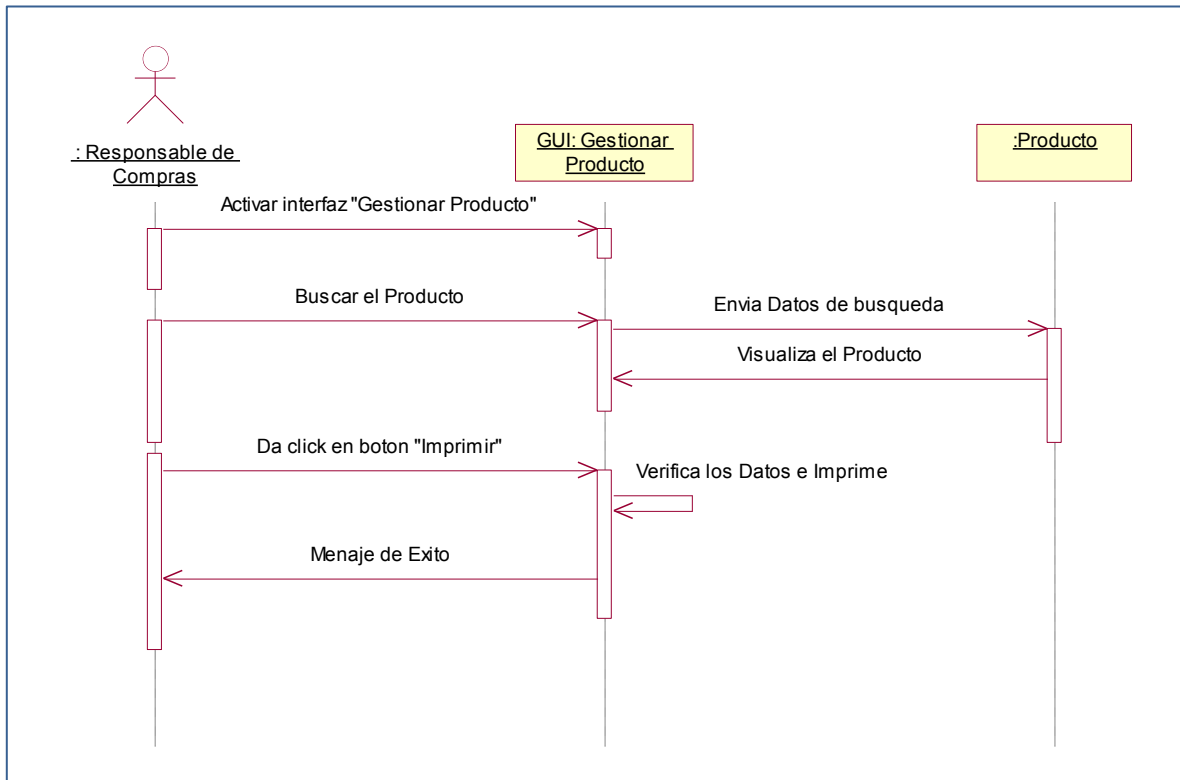 : Responsable de
Compras
GUI: Gestionar
Producto
:Producto
Activar interfaz "Gestionar Producto"
Buscar el Producto
Envia Datos de busqueda
Visualiza el Producto
Da click en boton "Imprimir"
Verifica los Datos e Imprime
Menaje de Exito